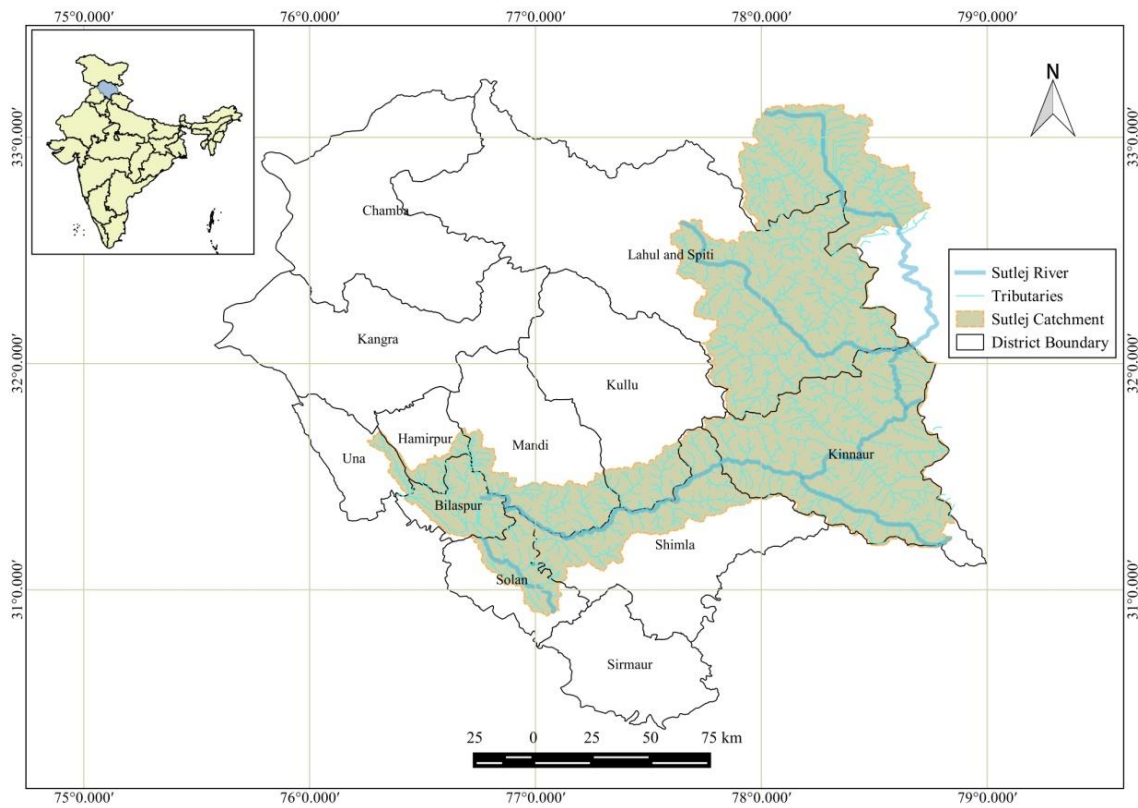 75°0.000′ 76°0.000′ 77°0.000′ 78°0.000′ 79°0.000′
N
33°0.000′
33°0.000′
Chamba
Lahul and Spiti
Sutlej River
Tributaries
Sutlej Catchment
District Boundary
Kangra
32°0.000′
32°0.000′
Kullu
Hamirpur
Mandi
Una
Kinnaur
Bilaspur
Shimla
Solan
31°0.000′
31°0.000′
Sirmaur
25 0 25 50 75 km
75°0.000′ 76°0.000′ 77°0.000′ 78°0.000′ 79°0.000′